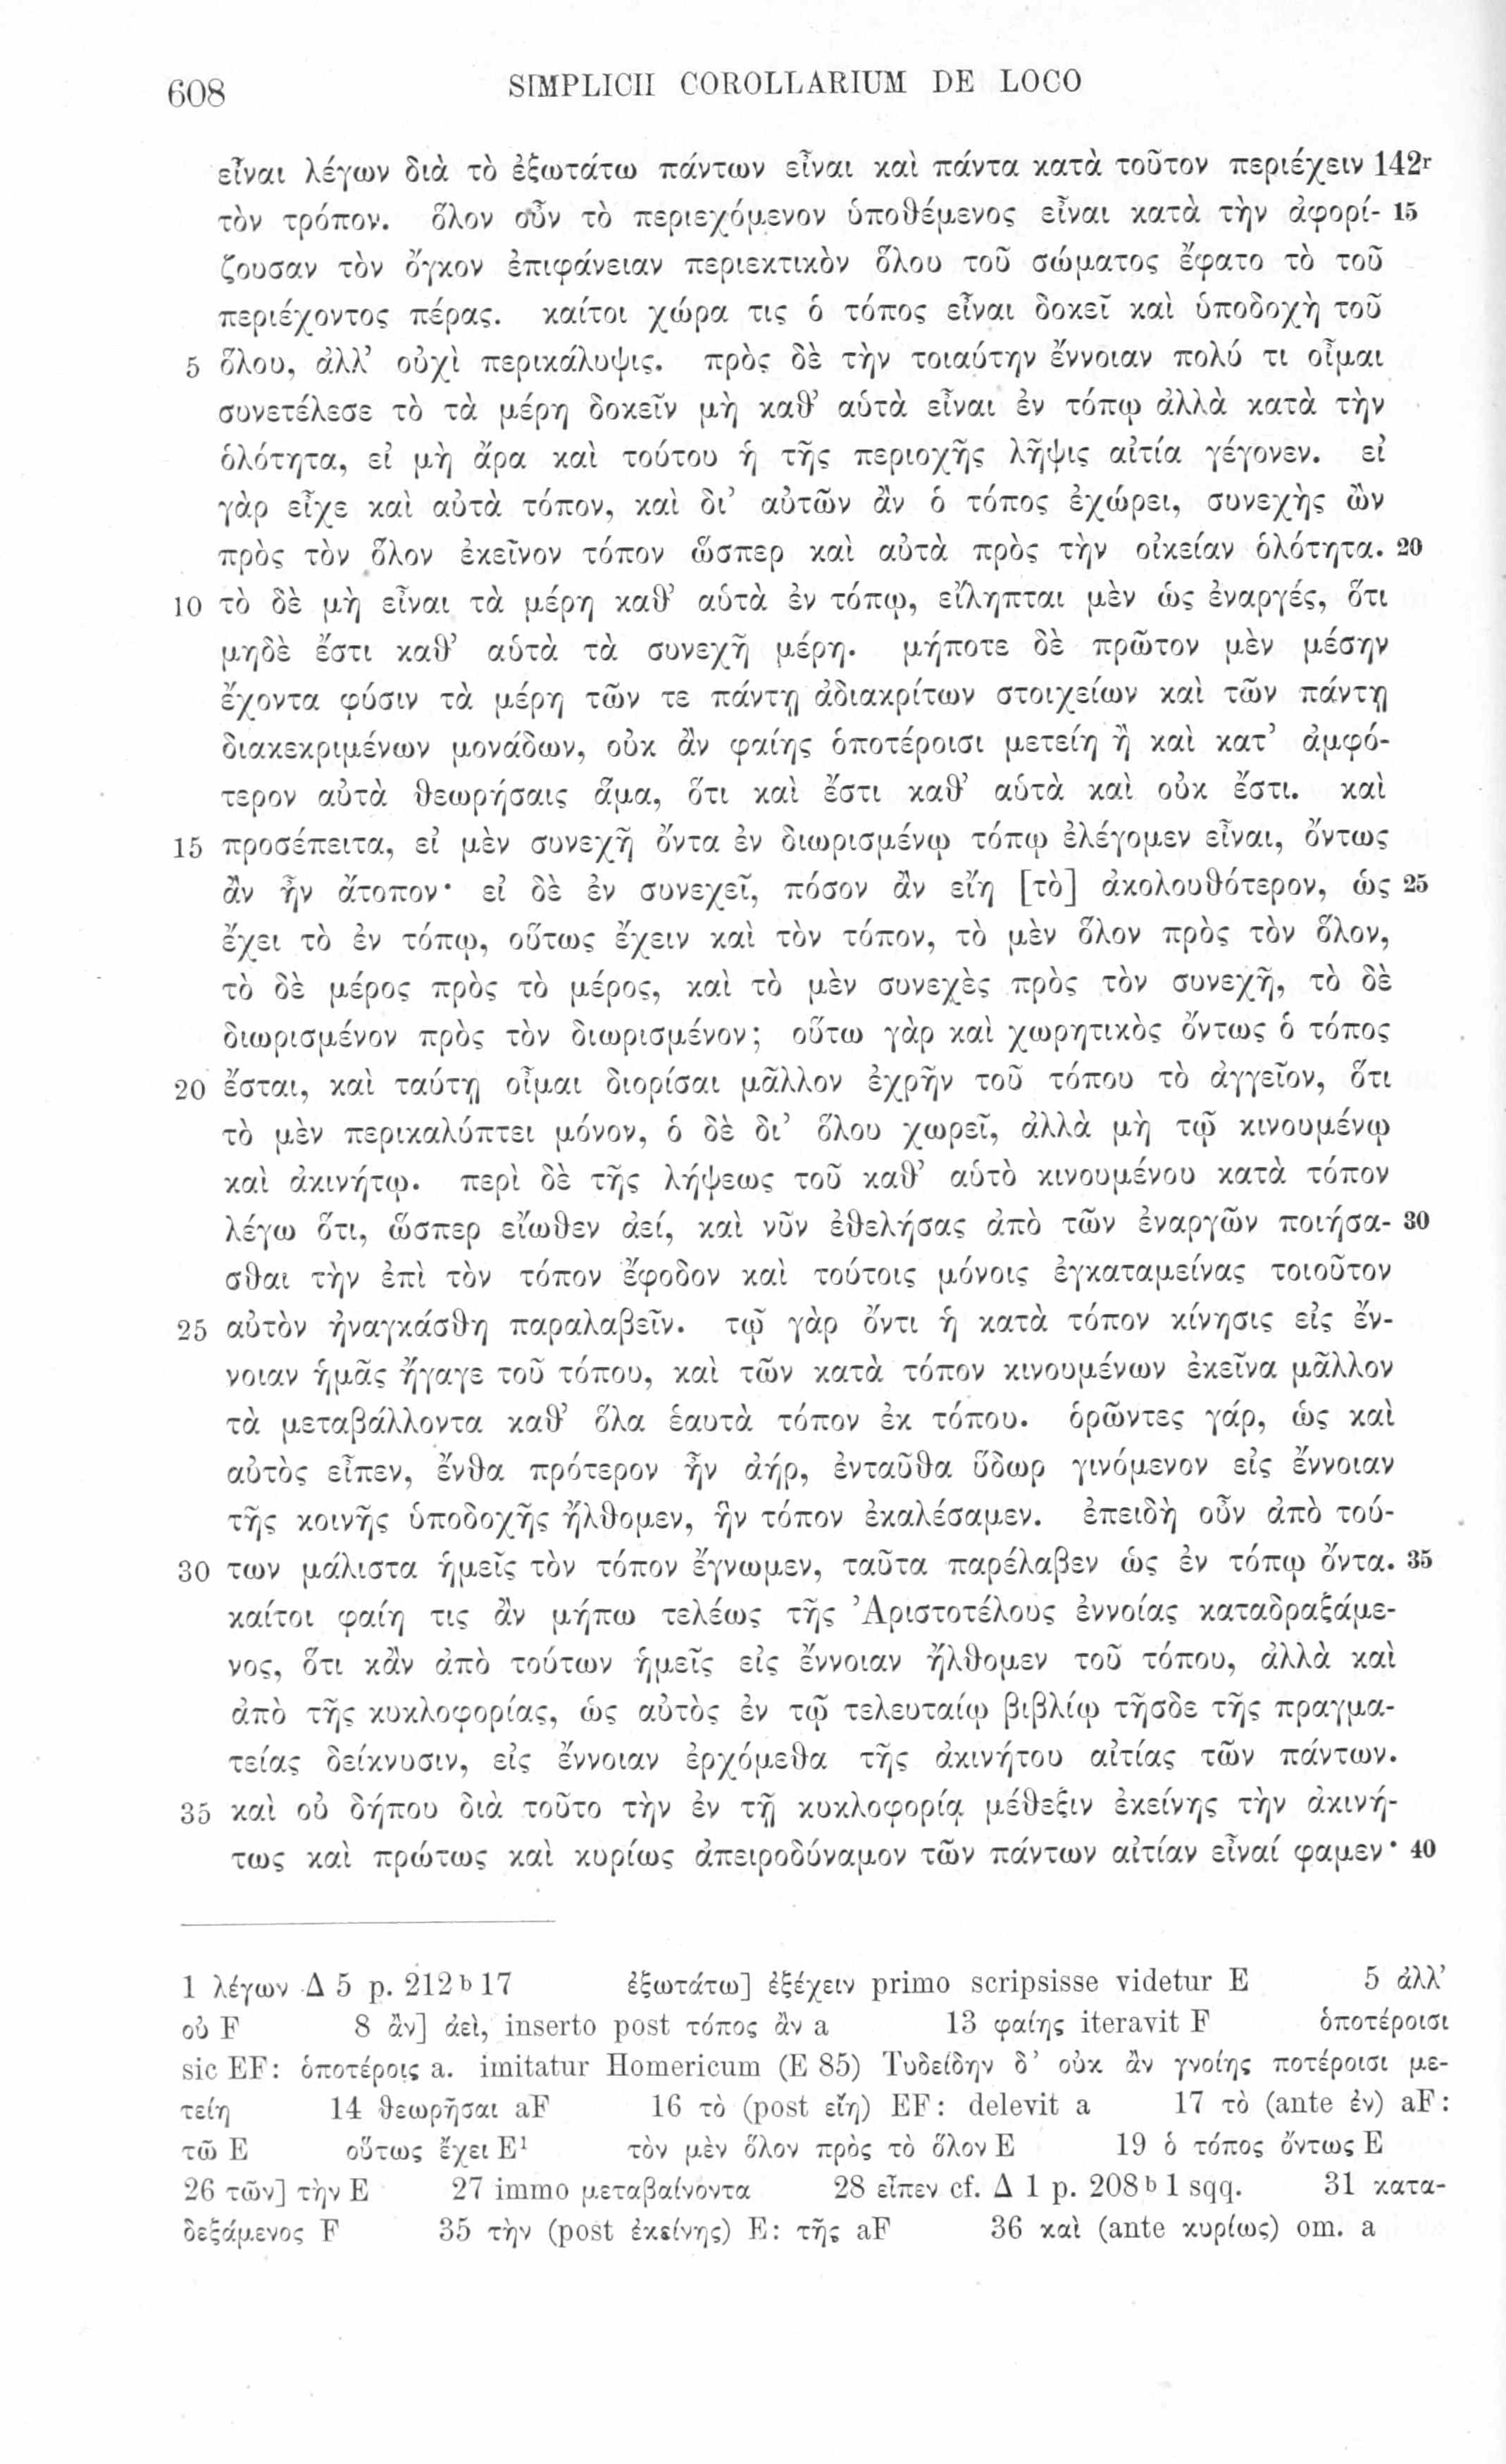 608 SIMPLICII COROLLARIUM DE LOCO
εἶναι λέγων διὰ τὸ ἐξωτάτω πάντων εἶναι καὶ πάντα κατὰ τοῦτον περιέχειν 142r
τὸν τρόπον. ὅλον οὖν τὸ περιεχόμενον ὑποθέμενος εἶναι κατὰ τὴν ἀφορί- 15
ζουσαν τὸν ὄγκον ἐπιφάνειαν περιεκτικὸν ὅλου τοῦ σώματος ἔφατο τὸ τοῦ
περιέχοντος πέρας. καίτοι χώρα τις ὁ τόπος εἶναι δοκεῖ καὶ ὑποδοχὴ τοῦ
5 ὅλου, ἀλλ’ οὐχὶ περικάλυψις. πρὸς δὲ τὴν τοιαύτην ἔννοιαν πολύ τι οἶμαι
συνετέλεσε τὸ τὰ μέρη δοκεῖν μὴ καθ’ αὑτὰ εἶναι ἐν τόπῳ ἀλλὰ κατὰ τὴν
ὁλότητα, εἰ μὴ ἄρα καὶ τούτου ἡ τῆς περιοχῆς λῆψις αἰτία γέγονεν. εἰ
γὰρ εἶχε καὶ αὐτὰ τόπον, καὶ δι’ αὐτῶν ἂν ὁ τόπος ἐχώρει, συνεχὴς ὢν
πρὸς τὸν ὅλον ἐκεῖνον τόπον ὥσπερ καὶ αὐτὰ πρὸς τὴν οἰκείαν ὁλότητα. 20
10 τὸ δὲ μὴ εἶναι τὰ μέρη καθ’ αὑτὰ ἐν τόπῳ, εἴληπται μὲν ὡς ἐναργές, ὅτι
μηδὲ ἔστι καθ’ αὑτὰ τὰ συνεχῆ μέρη. μήποτε δὲ πρῶτον μὲν μέσην
ἔχοντα φύσιν τὰ μέρη τῶν τε πάντῃ ἀδιακρίτων στοιχείων καὶ τῶν πάντῃ
διακεκριμένων μονάδων, οὐκ ἂν φαίης ὁποτέροισι μετείη ἢ καὶ κατ’ ἀμφό-
τερον αὐτὰ θεωρήσαις ἅμα, ὅτι καὶ ἔστι καθ’ αὑτὰ καὶ οὐκ ἔστι. καὶ
15 προσέπειτα, εἰ μὲν συνεχῆ ὄντα ἐν διωρισμένῳ τόπῳ ἐλέγομεν εἶναι, ὄντως
ἂν ἦν ἄτοπον· εἰ δὲ ἐν συνεχεῖ, πόσον ἂν εἴη [τὸ] ἀκολουθότερον, ὡς 25
ἔχει τὸ ἐν τόπῳ, οὕτως ἔχειν καὶ τὸν τόπον, τὸ μὲν ὅλον πρὸς τὸν ὅλον,
τὸ δὲ μέρος πρὸς τὸ μέρος, καὶ τὸ μὲν συνεχὲς πρὸς τὸν συνεχῆ, τὸ δὲ
διωρισμένον πρὸς τὸν διωρισμένον; οὕτω γὰρ καὶ χωρητικὸς ὄντως ὁ τόπος
20 ἔσται, καὶ ταύτῃ οἶμαι διορίσαι μᾶλλον ἐχρῆν τοῦ τόπου τὸ ἀγγεῖον, ὅτι
τὸ μὲν περικαλύπτει μόνον, ὁ δὲ δι’ ὅλου χωρεῖ, ἀλλὰ μὴ τῷ κινουμένῳ
καὶ ἀκινήτῳ. περὶ δὲ τῆς λήψεως τοῦ καθ’ αὑτὸ κινουμένου κατὰ τόπον
λέγω ὅτι, ὥσπερ εἴωθεν ἀεί, καὶ νῦν ἐθελήσας ἀπὸ τῶν ἐναργῶν ποιήσα- 30
σθαι τὴν ἐπὶ τὸν τόπον ἔφοδον καὶ τούτοις μόνοις ἐγκαταμείνας τοιοῦτον
25 αὐτὸν ἠναγκάσθη παραλαβεῖν. τῷ γὰρ ὄντι ἡ κατὰ τόπον κίνησις εἰς ἔν-
νοιαν ἡμᾶς ἤγαγε τοῦ τόπου, καὶ τῶν κατὰ τόπον κινουμένων ἐκεῖνα μᾶλλον
τὰ μεταβάλλοντα καθ’ ὅλα ἑαυτὰ τόπον ἐκ τόπου. ὁρῶντες γάρ, ὡς καὶ
αὐτὸς εἶπεν, ἔνθα πρότερον ἦν ἀήρ, ἐνταῦθα ὕδωρ γινόμενον εἰς ἔννοιαν
τῆς κοινῆς ὑποδοχῆς ἤλθομεν, ἣν τόπον ἐκαλέσαμεν. ἐπειδὴ οὖν ἀπὸ τού-
30 των μάλιστα ἡμεῖς τὸν τόπον ἔγνωμεν, ταῦτα παρέλαβεν ὡς ἐν τόπῳ ὄντα. 35
καίτοι φαίη τις ἂν μήπω τελέως τῆς Ἀριστοτέλους ἐννοίας καταδραξάμε-
νος, ὅτι κἂν ἀπὸ τούτων ἡμεῖς εἰς ἔννοιαν ἤλθομεν τοῦ τόπου, ἀλλὰ καὶ
ἀπὸ τῆς κυκλοφορίας, ὡς αὐτὸς ἐν τῷ τελευταίῳ βιβλίῳ τῆσδε τῆς πραγμα-
τείας δείκνυσιν, εἰς ἔννοιαν ἐρχόμεθα τῆς ἀκινήτου αἰτίας τῶν πάντων.
35 καὶ οὐ δήπου διὰ τοῦτο τὴν ἐν τῇ κυκλοφορίᾳ μέθεξιν ἐκείνης τὴν ἀκινή-
τως καὶ πρώτως καὶ κυρίως ἀπειροδύναμον τῶν πάντων αἰτίαν εἶναί φαμεν· 40
1 λέγων Δ 5 p. 212b17 ἐξωτάτω] ἐξέχειν primo scripsisse videtur E 5 ἀλλ’
οὐ F 8 ἂν] ἀεὶ, inserto post τόπος ἂν a 13 φαίης iteravit F ὁποτέροισι
sic EF: ὁποτέροις a. imitatur Homericum (E 85) Τυδείδην δ’ οὐκ ἂν γνοίης ποτέροισι με-
τείη 14 θεωρῆσαι aF 16 τὸ (post εἴη) EF: delevit a 17 τὸ (ante ἐν) aF:
τῶ E οὕτως ἔχει E1 τὸν μὲν ὅλον πρὸς τὸ ὅλον E 19 ὁ τόπος ὄντως E
26 τῶν] τὴν E 27 immo μεταβαίνοντα 28 εἶπεν cf. Δ 1 p. 208b1 sqq. 31 κατα-
δεξάμενος F 35 τὴν (post ἐκείνης) E: τῆς aF 36 καὶ (ante κυρίως) om. a